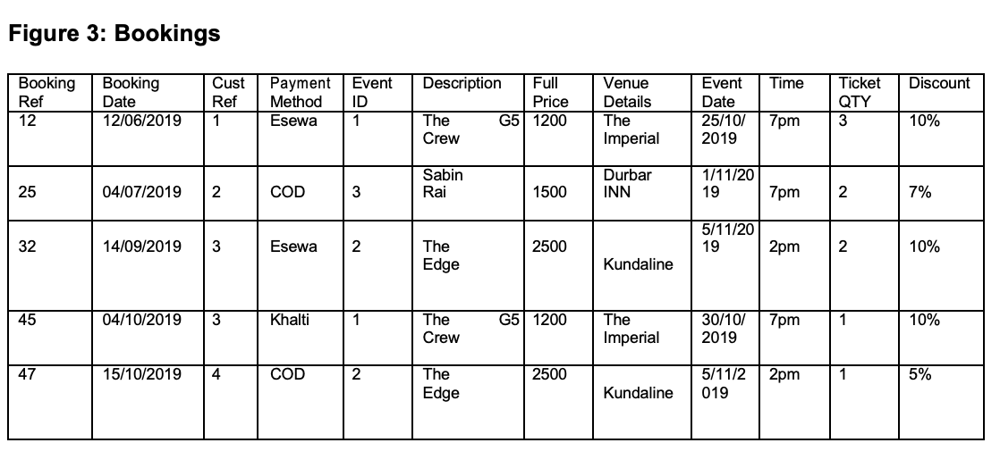 Figure 3: Bookings
Booking Ref | Booking Date | Cust Ref | Payment Method | Event ID | Description | Full Price | Venue Details | Event Date | Time | Ticket QTY | Discount
12 | 12/06/2019 | 1 | Esewa | 1 | The G5 Crew | 1200 | The Imperial | 25/10/2019 | 7pm | 3 | 10%
25 | 04/07/2019 | 2 | COD | 3 | Sabin Rai | 1500 | Durbar INN | 1/11/2019 | 7pm | 2 | 7%
32 | 14/09/2019 | 3 | Esewa | 2 | The Edge | 2500 | Kundaline | 5/11/2019 | 2pm | 2 | 10%
45 | 04/10/2019 | 3 | Khalti | 1 | The G5 Crew | 1200 | The Imperial | 30/10/2019 | 7pm | 1 | 10%
47 | 15/10/2019 | 4 | COD | 2 | The Edge | 2500 | Kundaline | 5/11/2019 | 2pm | 1 | 5%